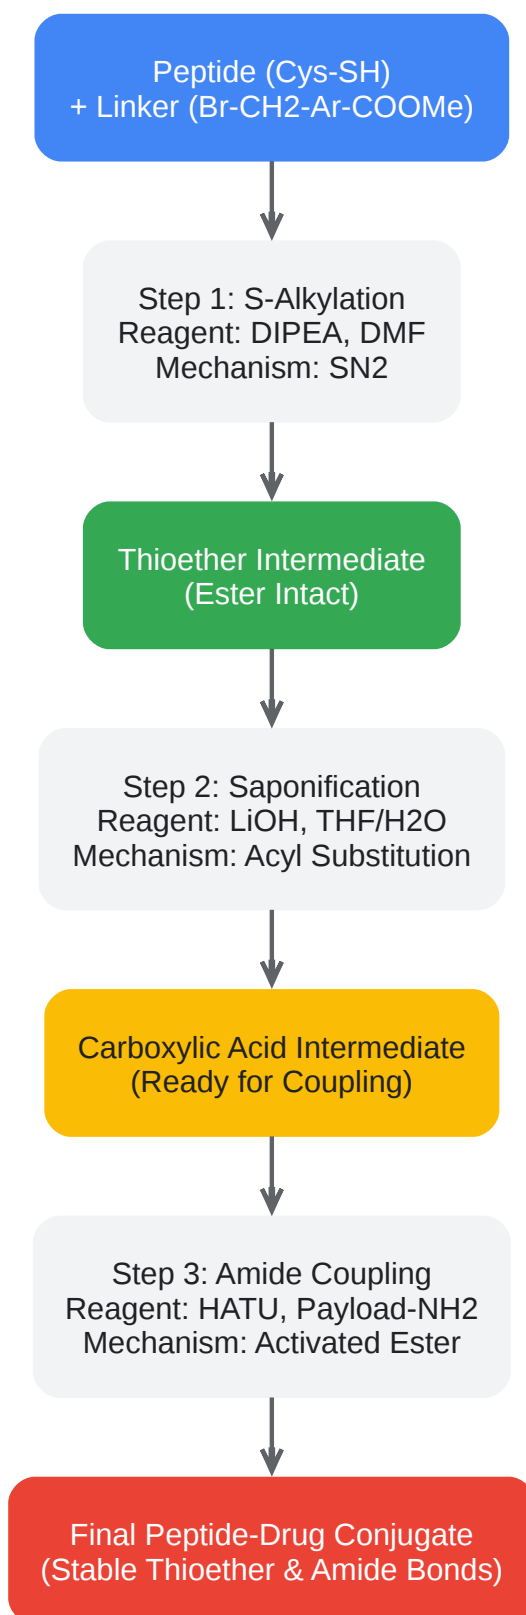 Peptide (Cys-SH)
+ Linker (Br-CH2-Ar-COOMe)
Step 1: S-Alkylation
Reagent: DIPEA, DMF
Mechanism: SN2
Thioether Intermediate
(Ester Intact)
Step 2: Saponification
Reagent: LiOH, THF/H2O
Mechanism: Acyl Substitution
Carboxylic Acid Intermediate
(Ready for Coupling)
Step 3: Amide Coupling
Reagent: HATU, Payload-NH2
Mechanism: Activated Ester
Final Peptide-Drug Conjugate
(Stable Thioether & Amide Bonds)